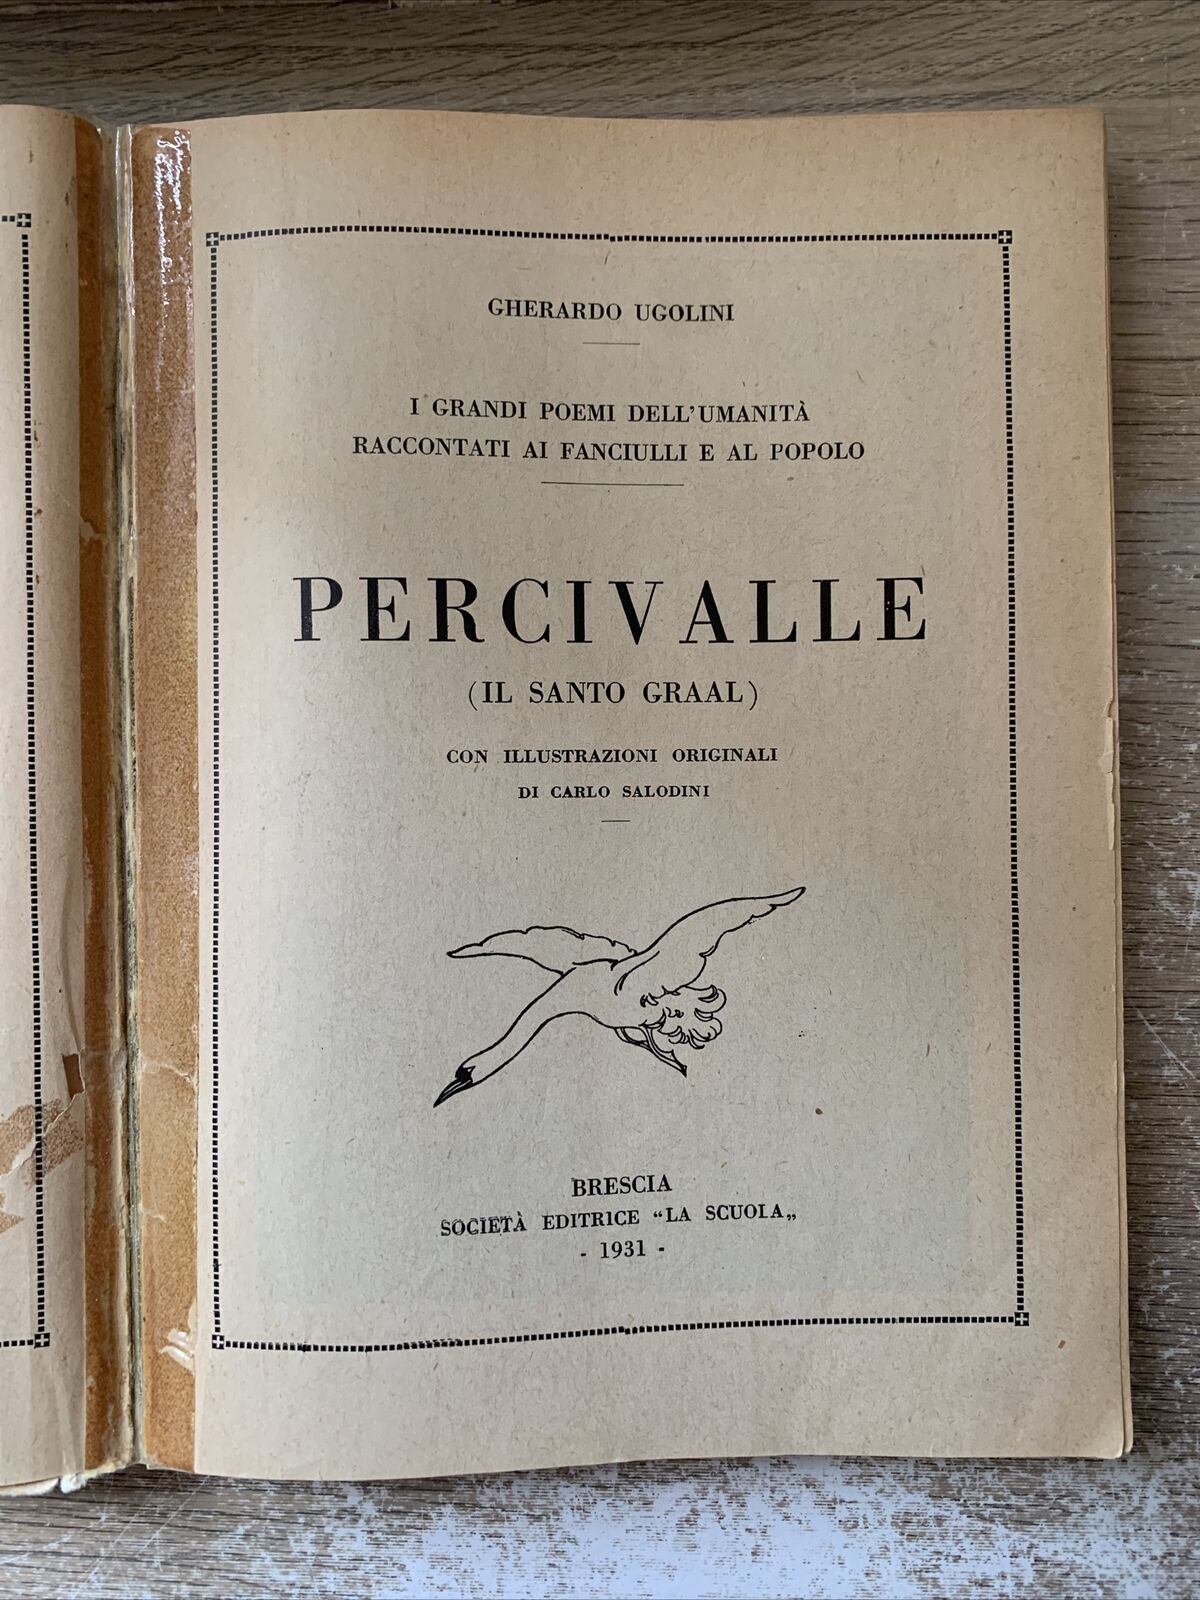 GHERARDO UGOLINI
I GRANDI POEMI DELL'UMANITÀ
RACCONTATI AI FANCIULLI E AL POPOLO
PERCIVALLE
(IL SANTO GRAAL)
CON ILLUSTRAZIONI ORIGINALI
DI CARLO SALODINI
BRESCIA
SOCIETÀ EDITRICE “LA SCUOLA„
- 1931 -